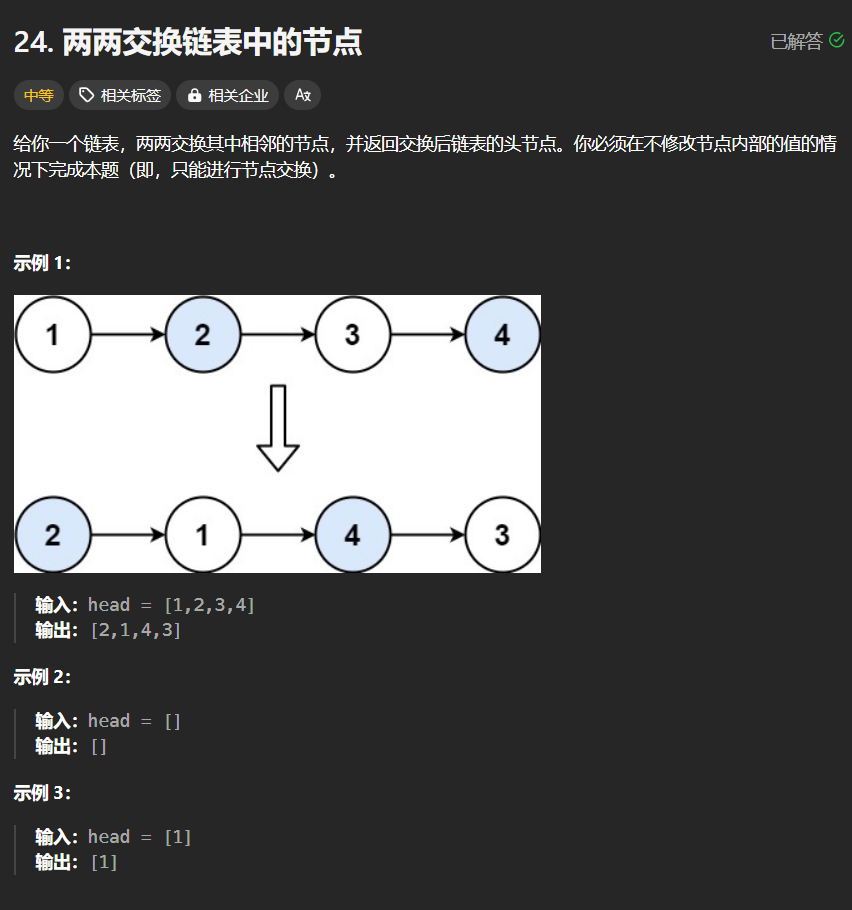 24. 两两交换链表中的节点
已解答
中等 相关标签 相关企业 Aꭗ
给你一个链表，两两交换其中相邻的节点，并返回交换后链表的头节点。你必须在不修改节点内部的值的情
况下完成本题（即，只能进行节点交换）。
示例 1：
1 2 3 4
2 1 4 3
输入：head = [1,2,3,4]
输出：[2,1,4,3]
示例 2：
输入：head = []
输出：[]
示例 3：
输入：head = [1]
输出：[1]